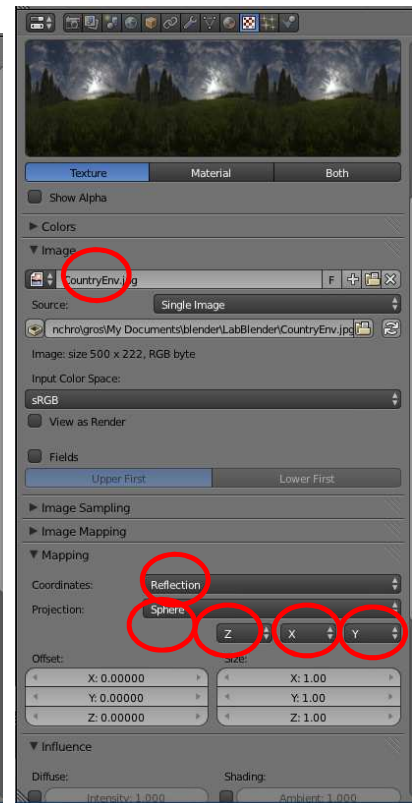 Texture Material Both
Show Alpha
Colors
Image
CountryEnv.jpg F
Source: Single Image
nchro\gros\My Documents\blender\LabBlender\CountryEnv.jpg
Image: size 500 x 222, RGB byte
Input Color Space:
sRGB
View as Render
Fields
Upper First Lower First
Image Sampling
Image Mapping
Mapping
Coordinates: Reflection
Projection: Sphere
Z X Y
Offset: Size:
X: 0.00000 X: 1.00
Y: 0.00000 Y: 1.00
Z: 0.00000 Z: 1.00
Influence
Diffuse: Shading:
Intensity: 1.000 Ambient: 1.000